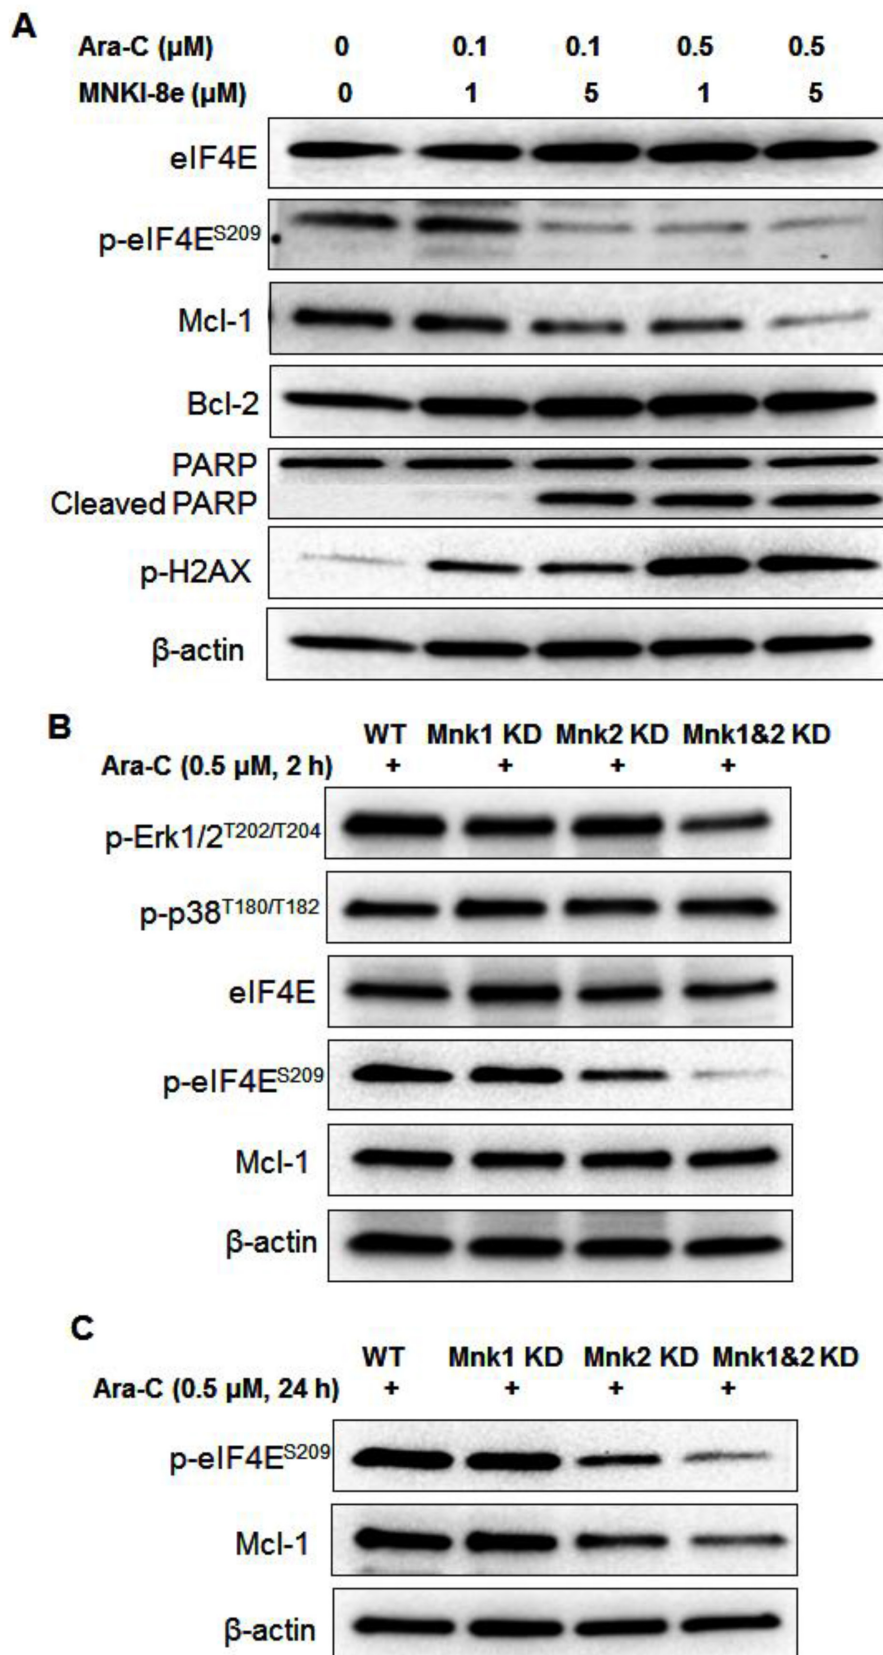 A
Ara-C (µM) 0 0.1 0.1 0.5 0.5
MNKI-8e (µM) 0 1 5 1 5
eIF4E
p-eIF4E^S209
Mcl-1
Bcl-2
PARP
Cleaved PARP
p-H2AX
β-actin
B
WT Mnk1 KD Mnk2 KD Mnk1&2 KD
Ara-C (0.5 µM, 2 h) + + + +
p-Erk1/2^T202/T204
p-p38^T180/T182
eIF4E
p-eIF4E^S209
Mcl-1
β-actin
C
WT Mnk1 KD Mnk2 KD Mnk1&2 KD
Ara-C (0.5 µM, 24 h) + + + +
p-eIF4E^S209
Mcl-1
β-actin